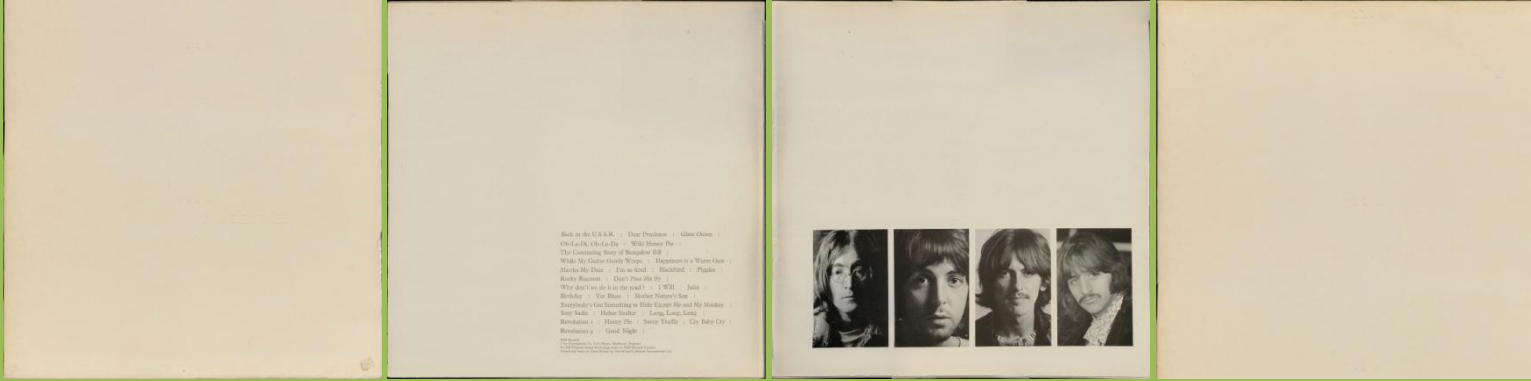 Back in the U.S.S.R. : Dear Prudence : Glass Onion :
Ob-La-Di, Ob-La-Da : Wild Honey Pie :
The Continuing Story of Bungalow Bill :
While My Guitar Gently Weeps : Happiness is a Warm Gun :
Martha My Dear : I'm so tired : Blackbird : Piggies :
Rocky Raccoon : Don't Pass Me By :
Why don't we do it in the road? : I Will : Julia :
Birthday : Yer Blues : Mother Nature's Son :
Everybody's Got Something to Hide Except Me and My Monkey :
Sexy Sadie : Helter Skelter : Long, Long, Long :
Revolution 1 : Honey Pie : Savoy Truffle : Cry Baby Cry :
Revolution 9 : Good Night :